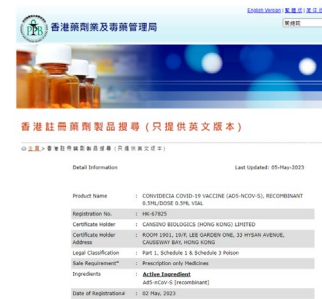 English Version | 繁體版 |
香港藥劑業及毒藥管理局
香港註冊藥劑製品搜尋 (只提供英文版本)
主頁 > 香港註冊藥劑製品搜尋 (只提供英文版本)
Detail Information Last Updated: 05-May-2023
Product Name : CONVIDECIA COVID-19 VACCINE (AD5-NCOV-S), RECOMBINANT
0.5ML/DOSE 0.5ML VIAL
Registration No. : HK-67825
Certificate Holder : CANSINO BIOLOGICS (HONG KONG) LIMITED
Certificate Holder : ROOM 1901, 19/F, LEE GARDEN ONE, 33 HYSAN AVENUE,
Address CAUSEWAY BAY, HONG KONG
Legal Classification : Part 1, Schedule 1 & Schedule 3 Poison
Sale Requirement* : Prescription only Medicines
Ingredients : Active Ingredient
Ad5-nCoV-S [recombinant]
Date of Registration# : 02 May, 2023